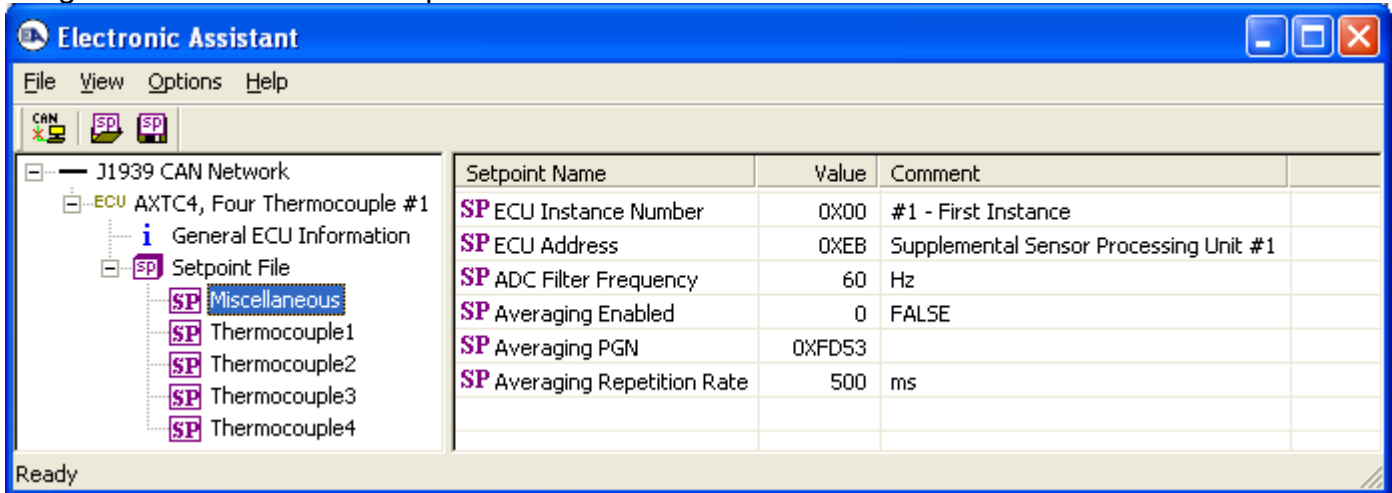 Electronic Assistant
File View Options Help
CAN
SP SP
J1939 CAN Network
ECU AXTC4, Four Thermocouple #1
i General ECU Information
SP Setpoint File
SP Miscellaneous
SP Thermocouple1
SP Thermocouple2
SP Thermocouple3
SP Thermocouple4
Setpoint Name Value Comment
SP ECU Instance Number 0X00 #1 - First Instance
SP ECU Address 0XEB Supplemental Sensor Processing Unit #1
SP ADC Filter Frequency 60 Hz
SP Averaging Enabled 0 FALSE
SP Averaging PGN 0XFD53
SP Averaging Repetition Rate 500 ms
Ready